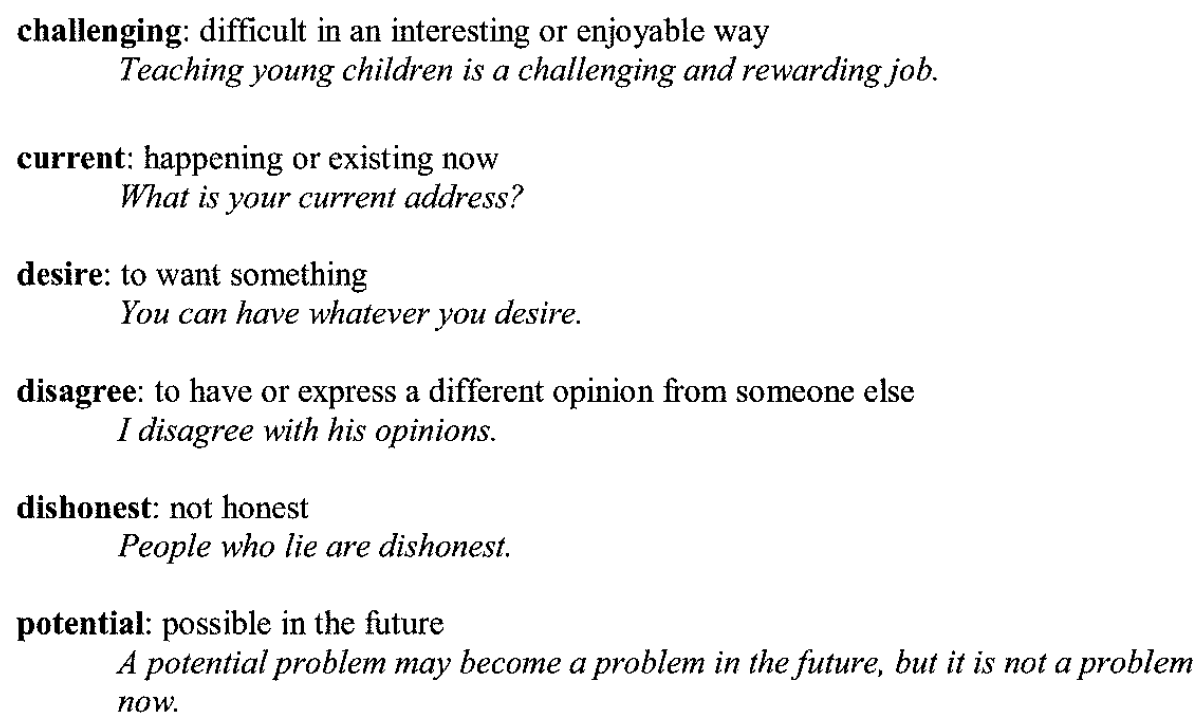 challenging: difficult in an interesting or enjoyable way
Teaching young children is a challenging and rewarding job.
current: happening or existing now
What is your current address?
desire: to want something
You can have whatever you desire.
disagree: to have or express a different opinion from someone else
I disagree with his opinions.
dishonest: not honest
People who lie are dishonest.
potential: possible in the future
A potential problem may become a problem in the future, but it is not a problem
now.